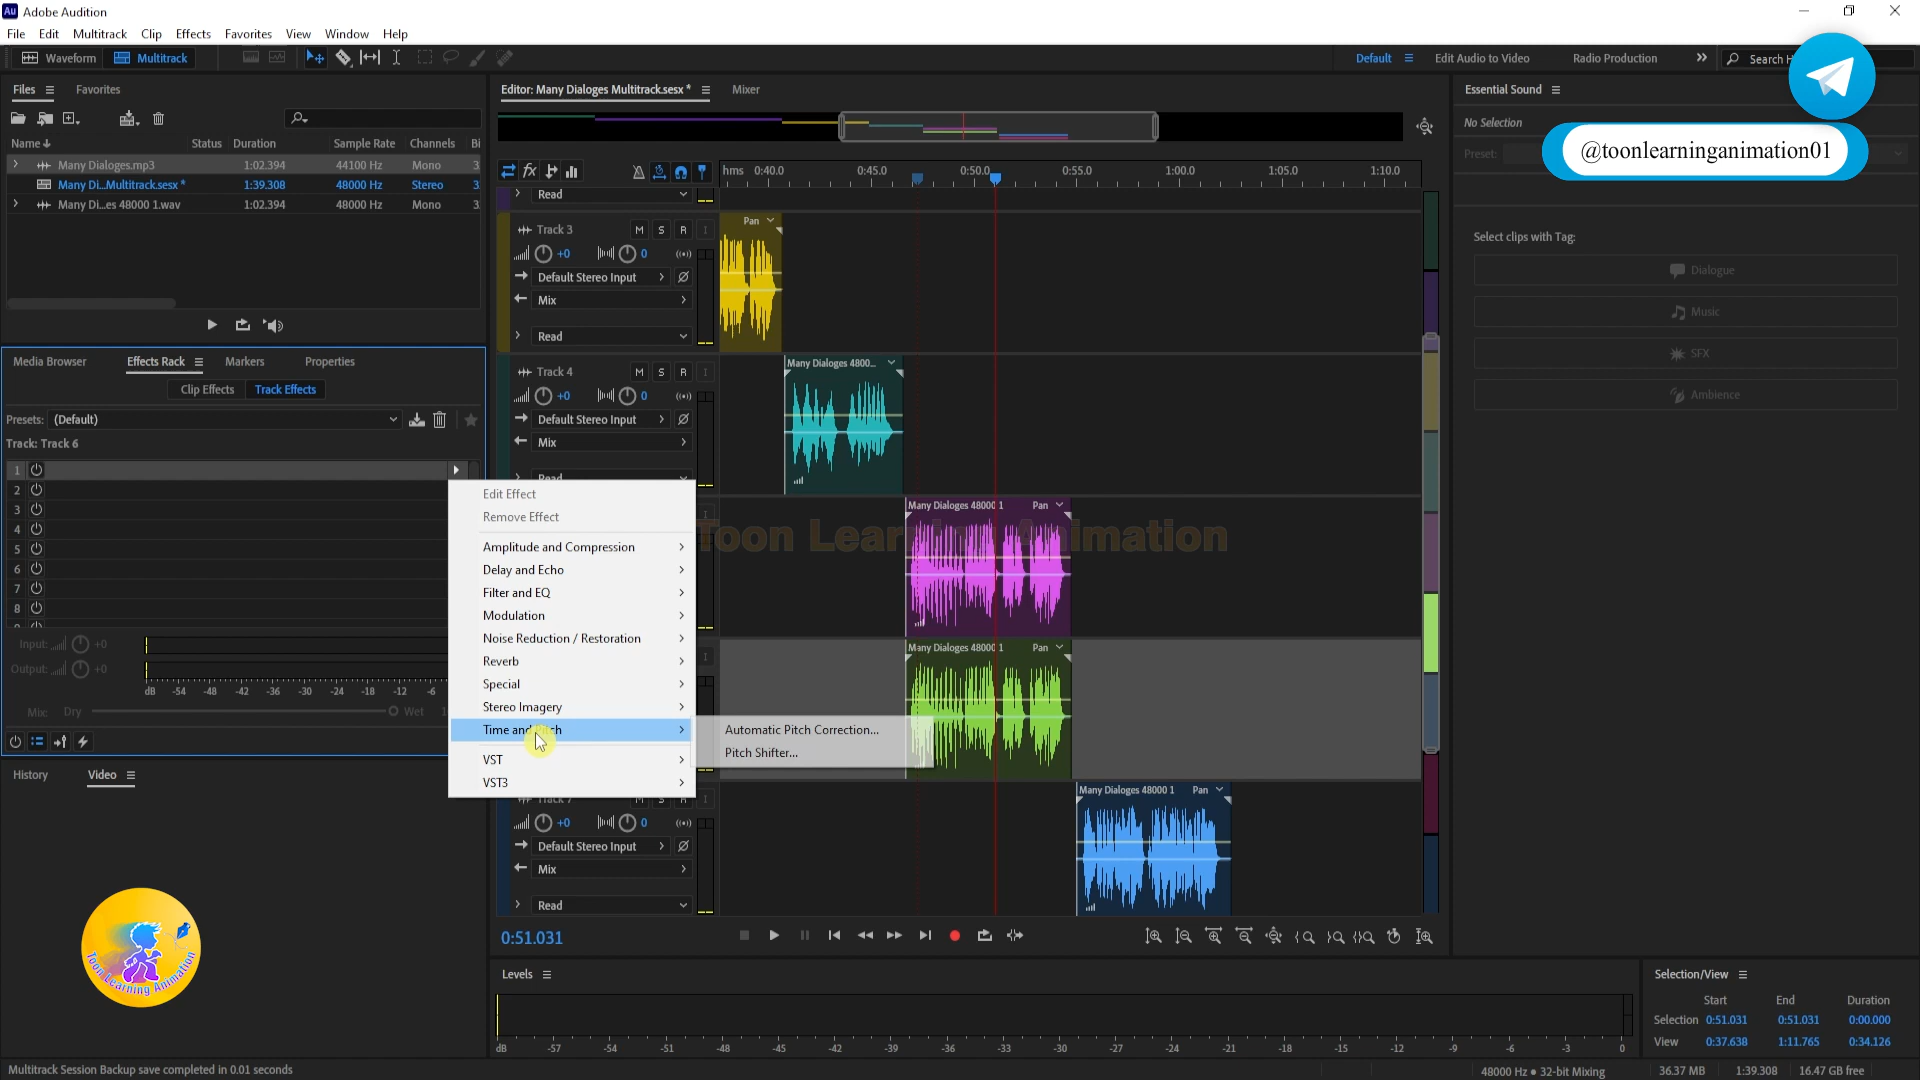 Au Adobe Audition
File Edit Multitrack Clip Effects Favorites View Window Help
Waveform Multitrack Default Edit Audio to Video Radio Production Search H
@toonlearninganimation01
Files Favorites
Name Status Duration Sample Rate Channels Bi
Many Dialoges.mp3 1:02.394 44100 Hz Mono 3
Many Di...Multitrack.sesx * 1:39.308 48000 Hz Stereo 3
Many Di...es 48000 1.wav 1:02.394 48000 Hz Mono 3
Media Browser Effects Rack Markers Properties
Clip Effects Track Effects
Presets: (Default)
Track: Track 6
1
2
3
4
5
6
7
8
Input: +0
Output: +0
dB -54 -48 -42 -36 -30 -24 -18 -12 -6
Mix: Dry Wet
History Video
Toon Learning Animation
Editor: Many Dialoges Multitrack.sesx * Mixer
hms 0:40.0 0:45.0 0:50.0 0:55.0 1:00.0 1:05.0 1:10.0
Read
Track 3 M S R I
+0 0
Default Stereo Input
Mix
Read
Pan
Track 4 M S R I
+0 0
Default Stereo Input
Mix
Read
Many Dialoges 4800...
Many Dialoges 48000 1 Pan
Toon Learning Animation
Many Dialoges 48000 1 Pan
Edit Effect
Remove Effect
Amplitude and Compression
Delay and Echo
Filter and EQ
Modulation
Noise Reduction / Restoration
Reverb
Special
Stereo Imagery
Time and Pitch
VST
VST3
Automatic Pitch Correction...
Pitch Shifter...
Track 7 M S R I
+0 0
Default Stereo Input
Mix
Read
Many Dialoges 48000 1 Pan
0:51.031
Levels
dB -57 -54 -51 -48 -45 -42 -39 -36 -33 -30 -27 -24 -21 -18 -15 -12 -9 -6 -3 0
Essential Sound
No Selection
Preset:
Select clips with Tag:
Dialogue
Music
SFX
Ambience
Selection/View
Start End Duration
Selection 0:51.031 0:51.031 0:00.000
View 0:37.638 1:11.765 0:34.126
Multitrack Session Backup save completed in 0.01 seconds
48000 Hz ● 32-bit Mixing 36.37 MB 1:39.308 16.47 GB free